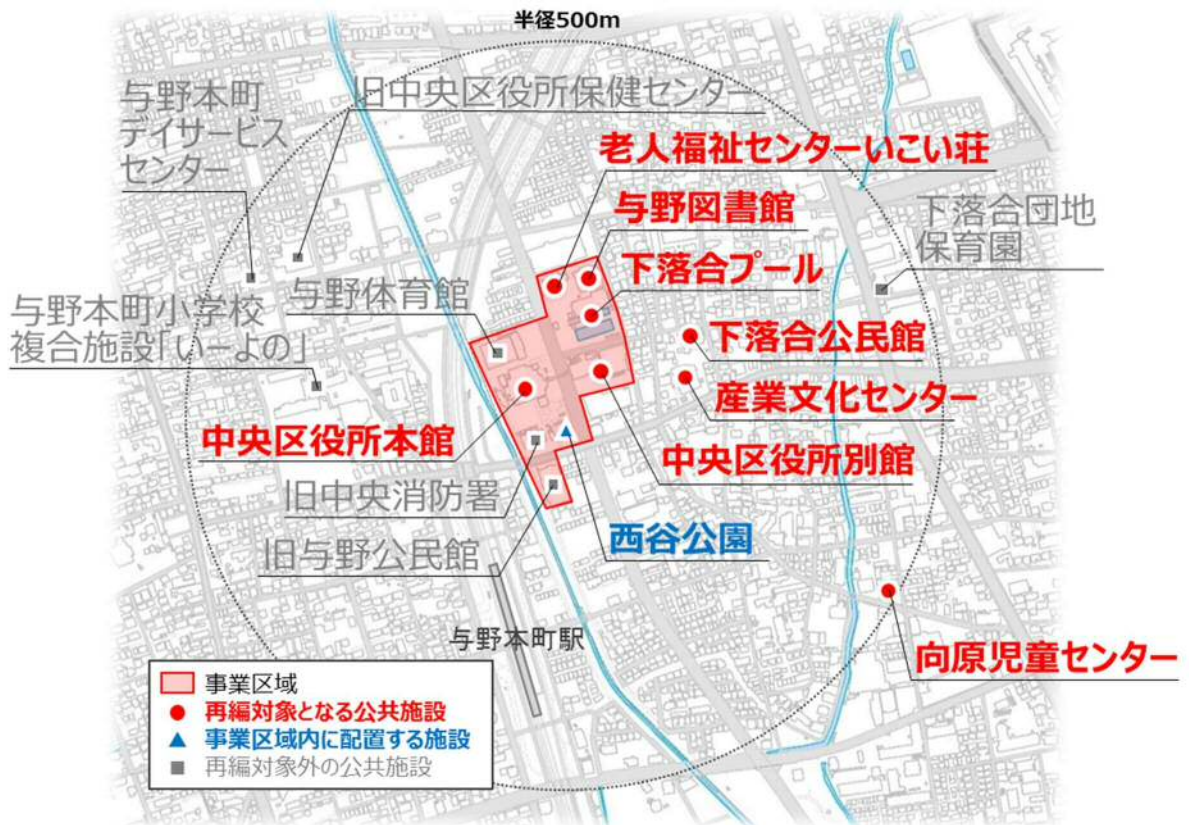 半径500m
与野本町
デイサービス
センター
旧中央区役所保健センター
老人福祉センターいこい荘
与野図書館
下落合プール
下落合団地
保育園
与野体育館
与野本町小学校
複合施設「いーよの」
下落合公民館
産業文化センター
中央区役所本館
中央区役所別館
旧中央消防署
西谷公園
旧与野公民館
与野本町駅
向原児童センター
事業区域
再編対象となる公共施設
事業区域内に配置する施設
再編対象外の公共施設